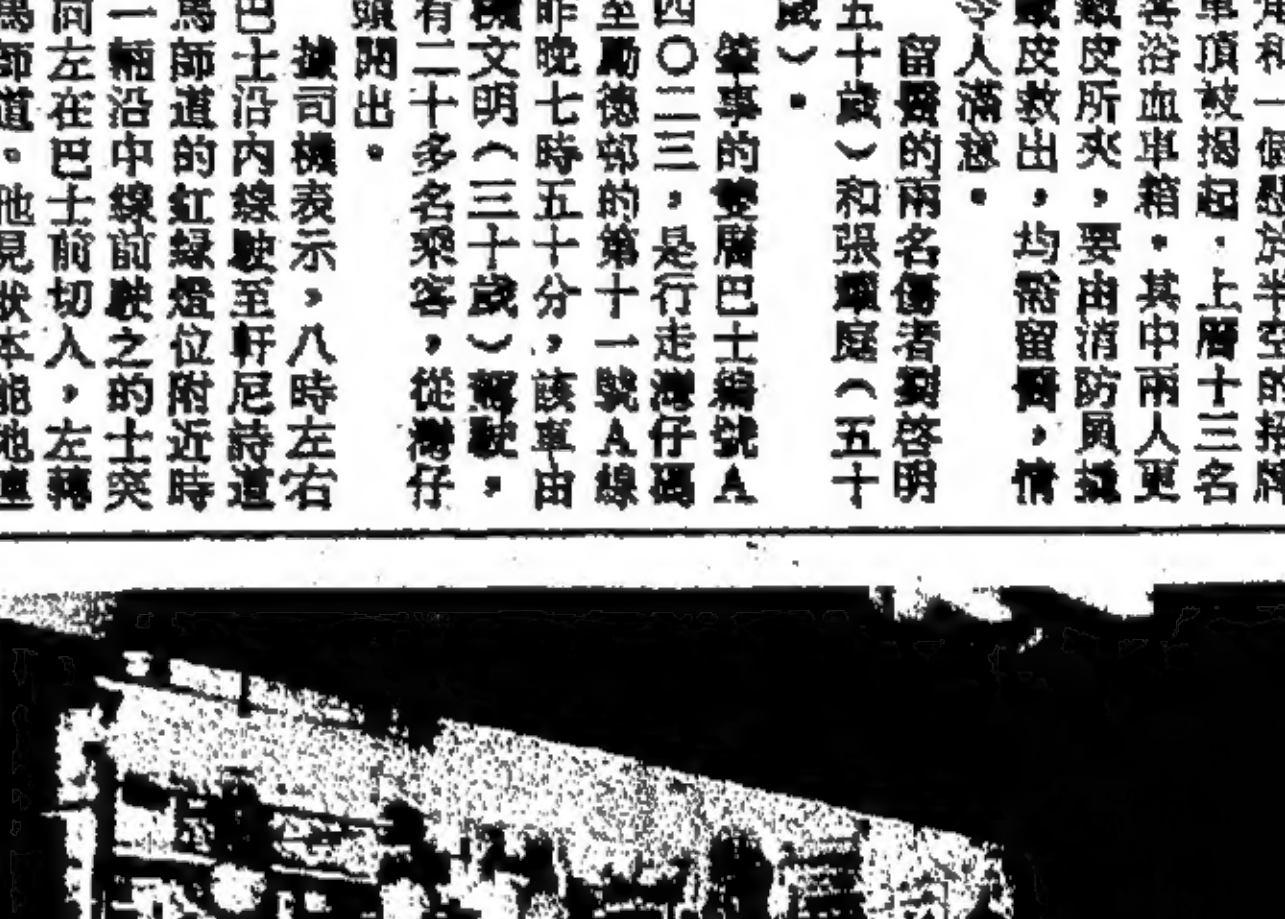 和一個懸於半空的招牌
車頂被揭起,上層十三名
客浴血車箱。其中兩人更
鐵皮所夾,要由消防員撬
鐵皮救出,均需留醫,情
令人滿意。
留醫的兩名傷者劉啓明
五十歲)和張 庭(五十
歲)。
肇事的雙層巴士編號A
四〇二三,是行走灣仔碼
至勵德邨的第十一號A線
昨晚七時五十分,該車由
機文明(三十歲)駕駛。
有二十多名乘客,從灣仔
頭開出。
據司機表示,八時左右
巴士沿內線駛至軒尼詩道
馬師道的紅綠燈位附近時
一輛沿中線前駛之的士突
向左在巴士前切入,左轉
馬師道。他見狀本能地